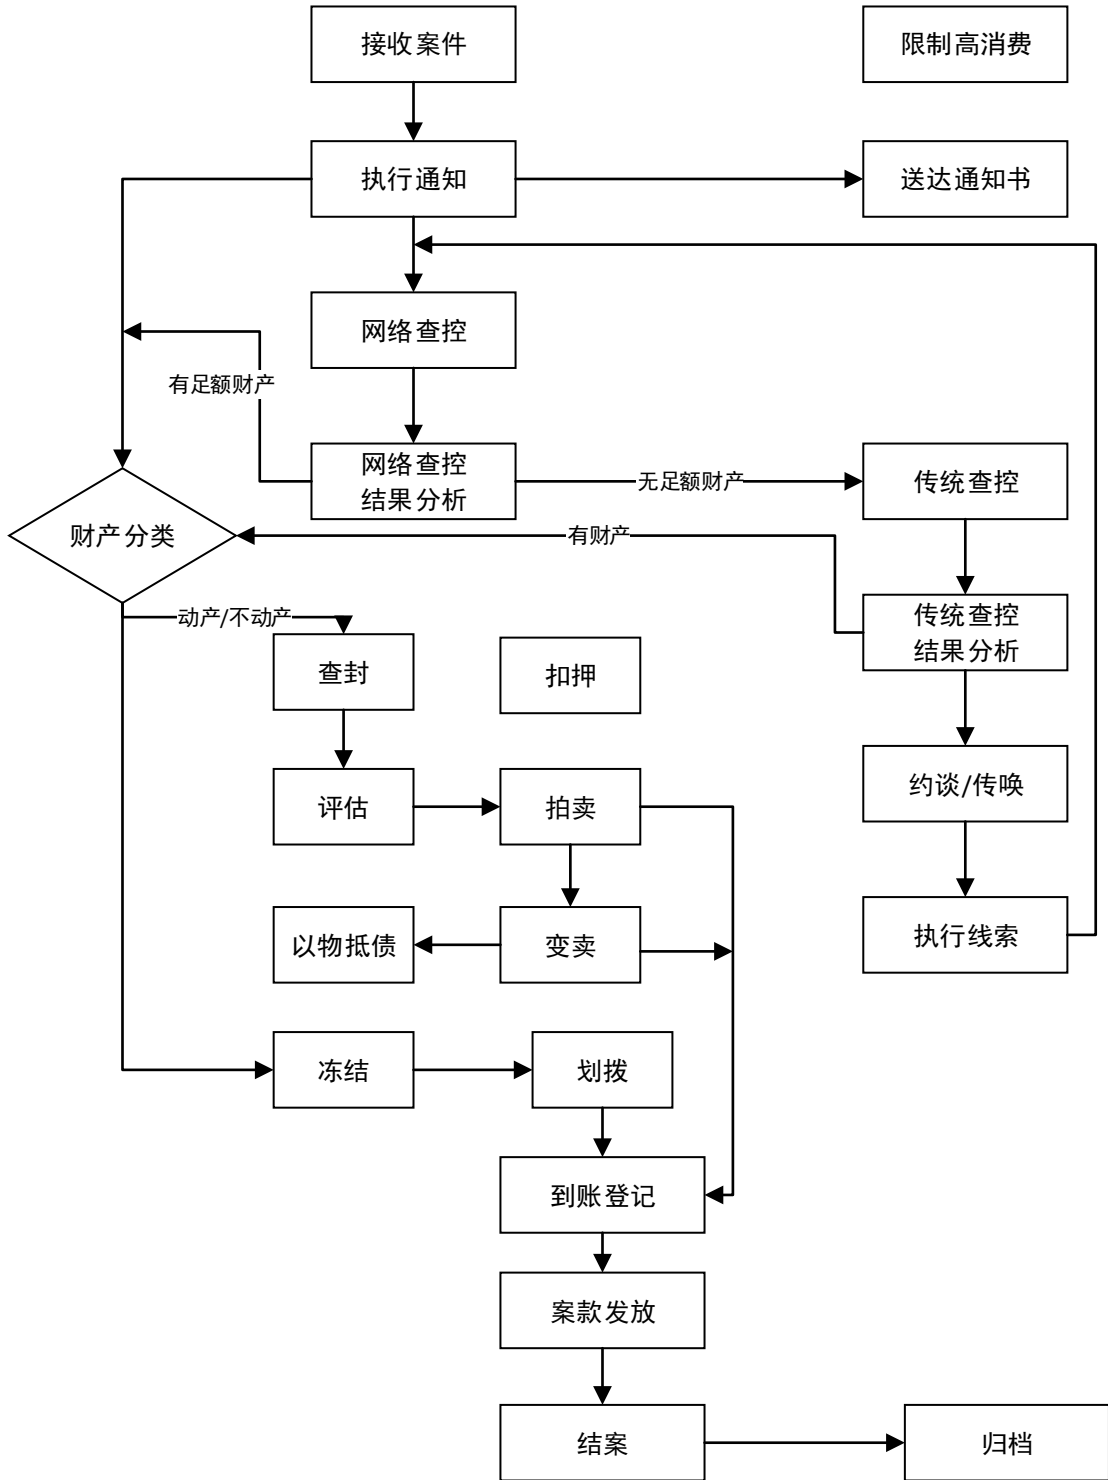 接收案件
限制高消费
执行通知
送达通知书
网络查控
有足额财产
网络查控
结果分析
无足额财产
传统查控
财产分类
有财产
动产/不动产
传统查控
结果分析
查封
扣押
评估
拍卖
约谈/传唤
以物抵债
变卖
执行线索
冻结
划拨
到账登记
案款发放
结案
归档